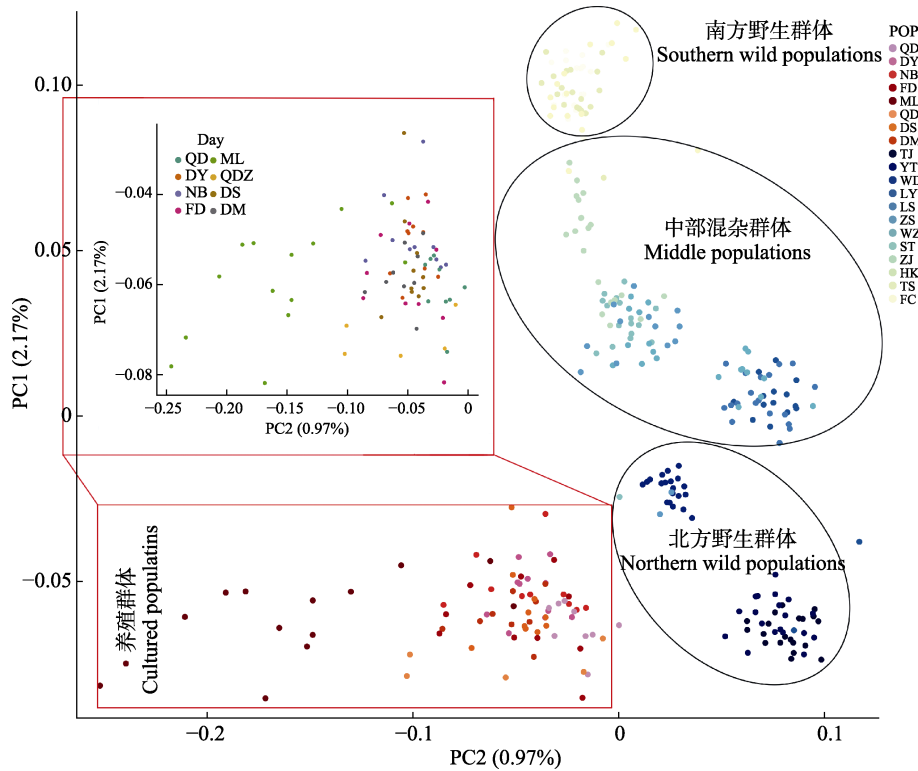 南方野生群体
Southern wild populations
POP
QD
DY
NB
FD
ML
QD
DS
DM
TJ
YT
WD
LY
LS
ZS
WZ
ST
ZJ
HK
TS
FC
0.10
0.05
0
−0.05
PC1 (2.17%)
Day
QD ML
DY QDZ
NB DS
FD DM
−0.04
−0.06
−0.08
PC1 (2.17%)
−0.25 −0.20 −0.15 −0.10 −0.05 0
PC2 (0.97%)
中部混杂群体
Middle populations
北方野生群体
Northern wild populations
养殖群体
Cultured populatins
−0.2 −0.1 0 0.1
PC2 (0.97%)